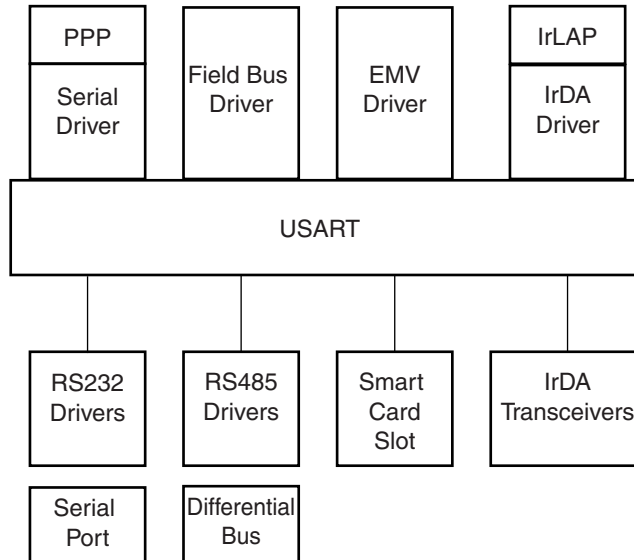 PPP
Serial
Driver
Field Bus
Driver
EMV
Driver
IrLAP
IrDA
Driver
USART
RS232
Drivers
RS485
Drivers
Smart
Card
Slot
IrDA
Transceivers
Serial
Port
Differential
Bus